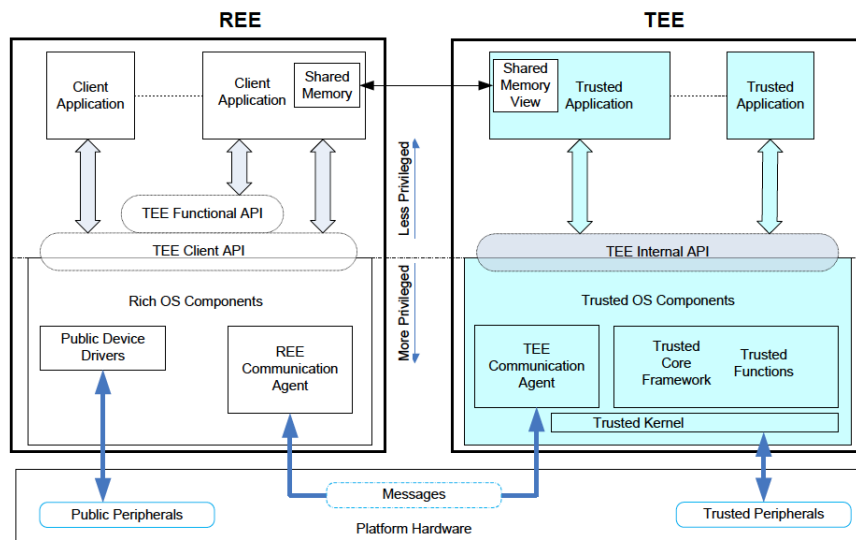 REE
TEE
Client
Application
Client
Application
Shared
Memory
Shared
Memory
View
Trusted
Application
Trusted
Application
TEE Functional API
TEE Client API
Less Privileged
More Privileged
TEE Internal API
Rich OS Components
Public Device
Drivers
REE
Communication
Agent
Trusted OS Components
TEE
Communication
Agent
Trusted
Core
Framework
Trusted
Functions
Trusted Kernel
Messages
Public Peripherals
Platform Hardware
Trusted Peripherals